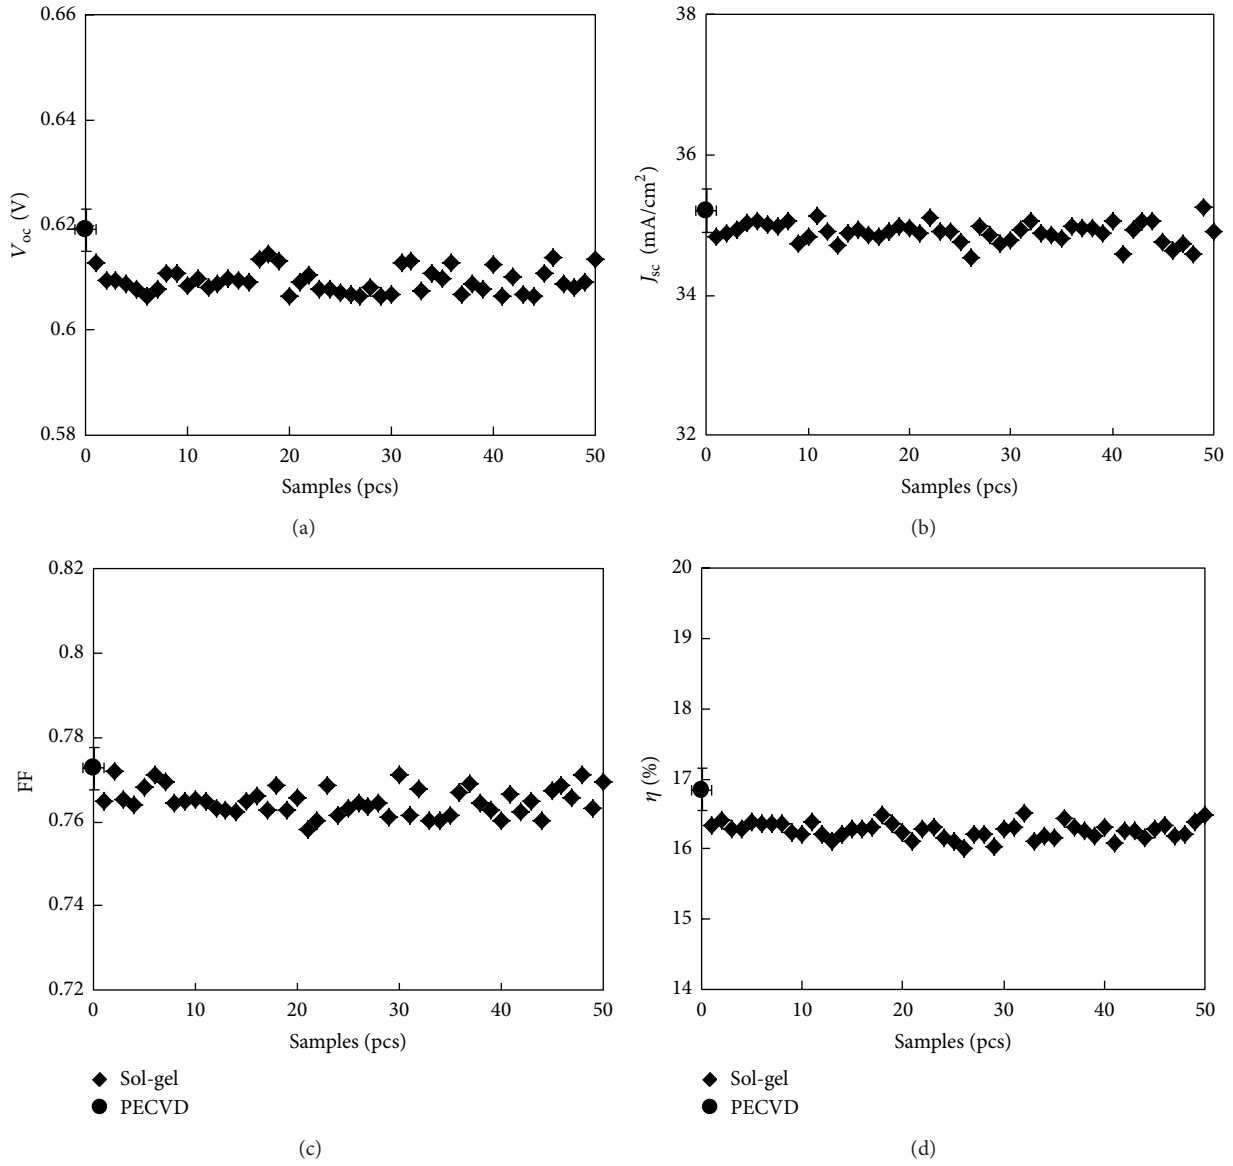 0.66
0.64
0.62
0.6
0.58
V_oc (V)
0 10 20 30 40 50
Samples (pcs)
(a)
38
36
34
32
J_sc (mA/cm²)
0 10 20 30 40 50
Samples (pcs)
(b)
0.82
0.8
0.78
0.76
0.74
0.72
FF
0 10 20 30 40 50
Samples (pcs)
Sol-gel
PECVD
(c)
20
19
18
17
16
15
14
η (%)
0 10 20 30 40 50
Samples (pcs)
Sol-gel
PECVD
(d)